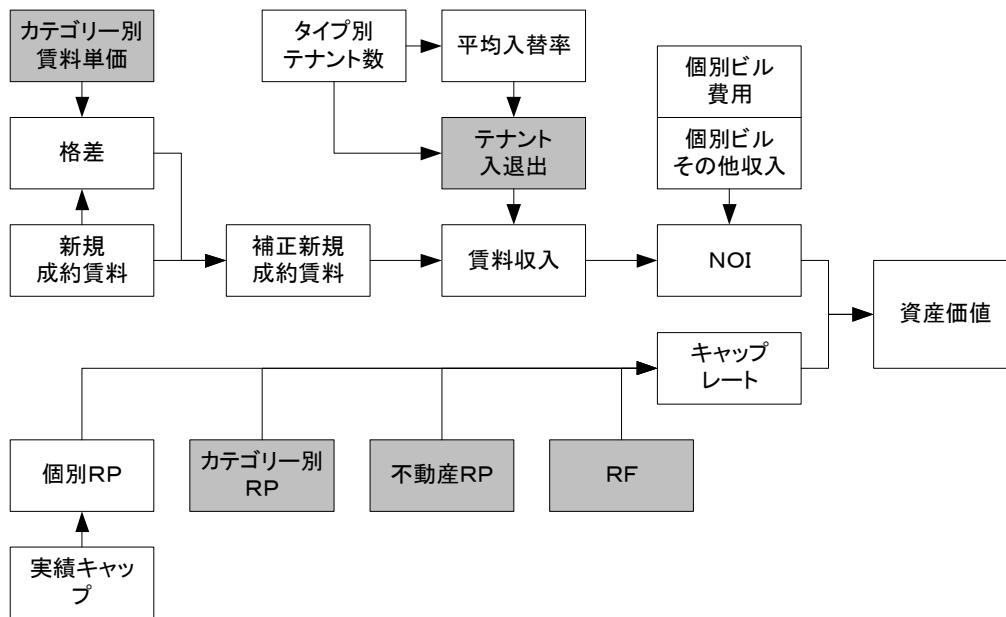 カテゴリー別
賃料単価
タイプ別
テナント数
平均入替率
個別ビル
費用
格差
テナント
入退出
個別ビル
その他収入
新規
成約賃料
補正新規
成約賃料
賃料収入
NOI
資産価値
キャップ
レート
個別RP
カテゴリー別
RP
不動産RP
RF
実績キャッ
プ